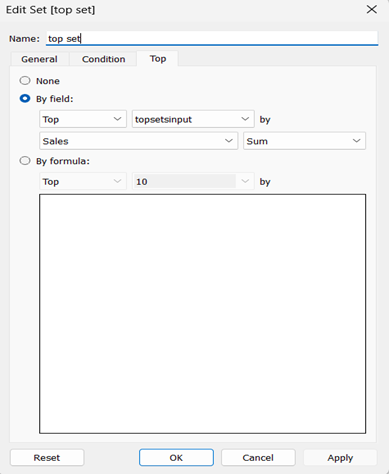 Edit Set [top set]
Name: top set
General Condition Top
None
By field:
Top topsetsinput by
Sales Sum
By formula:
Top 10 by
Reset OK Cancel Apply